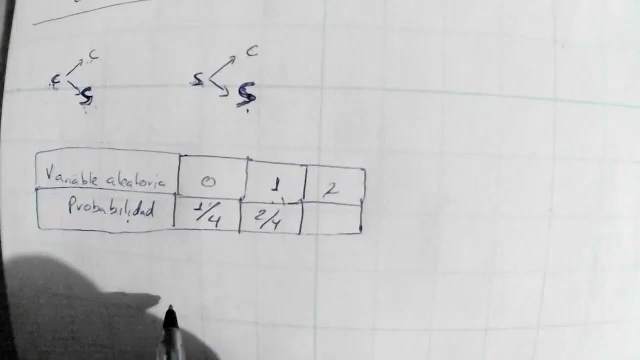 C C
C S
S S
Variable aleatoria 0 1 2
Probabilidad 1/4 2/4